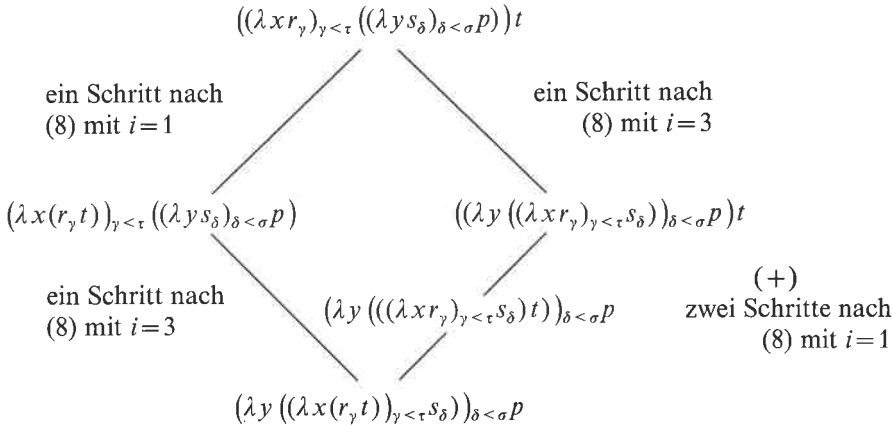 ((λxr_γ)_{γ<τ}((λys_δ)_{δ<σ}p))t
ein Schritt nach
(8) mit i=1
ein Schritt nach
(8) mit i=3
(λx(r_γt))_{γ<τ}((λys_δ)_{δ<σ}p)
((λy((λxr_γ)_{γ<τ}s_δ))_{δ<σ}p)t
ein Schritt nach
(8) mit i=3
(λy(((λxr_γ)_{γ<τ}s_δ)t))_{δ<σ}p
(+)
zwei Schritte nach
(8) mit i=1
(λy((λx(r_γt))_{γ<τ}s_δ))_{δ<σ}p